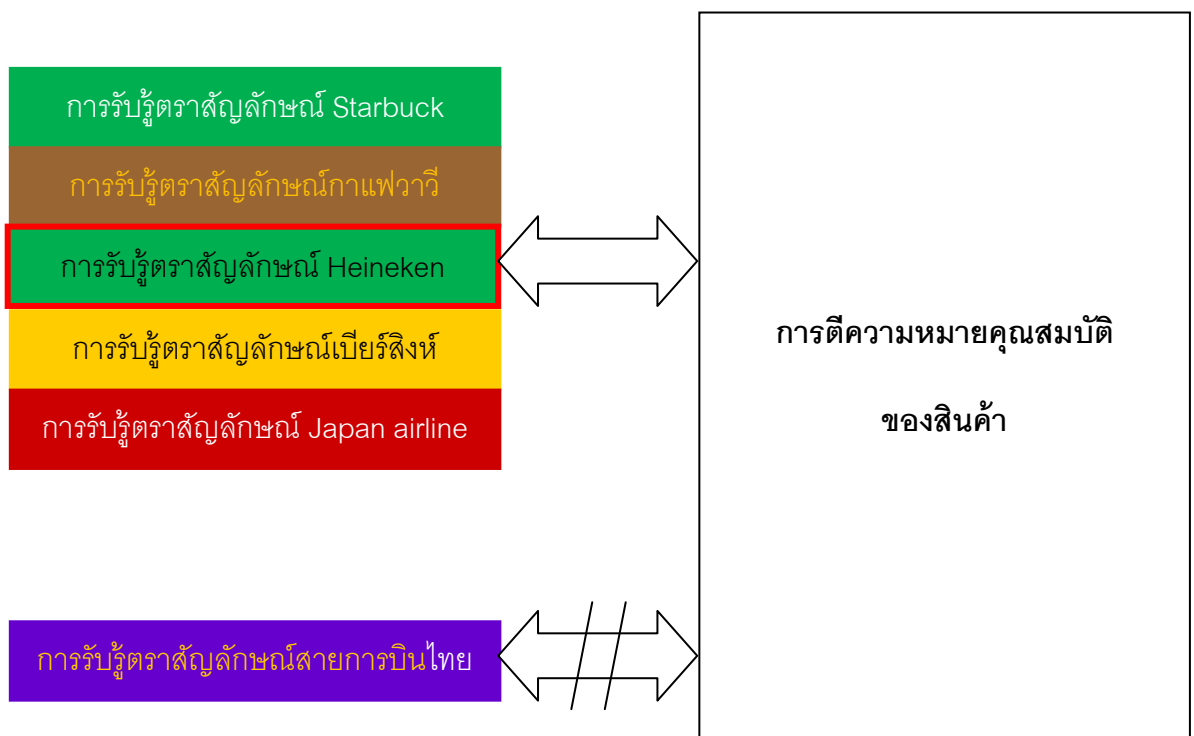 การรับรู้ตราสัญลักษณ์ Starbuck
การรับรู้ตราสัญลักษณ์กาแฟวาวี
การรับรู้ตราสัญลักษณ์ Heineken
การรับรู้ตราสัญลักษณ์เบียร์สิงห์
การรับรู้ตราสัญลักษณ์ Japan airline
การรับรู้ตราสัญลักษณ์สายการบินไทย
การตีความหมายคุณสมบัติ
ของสินค้า